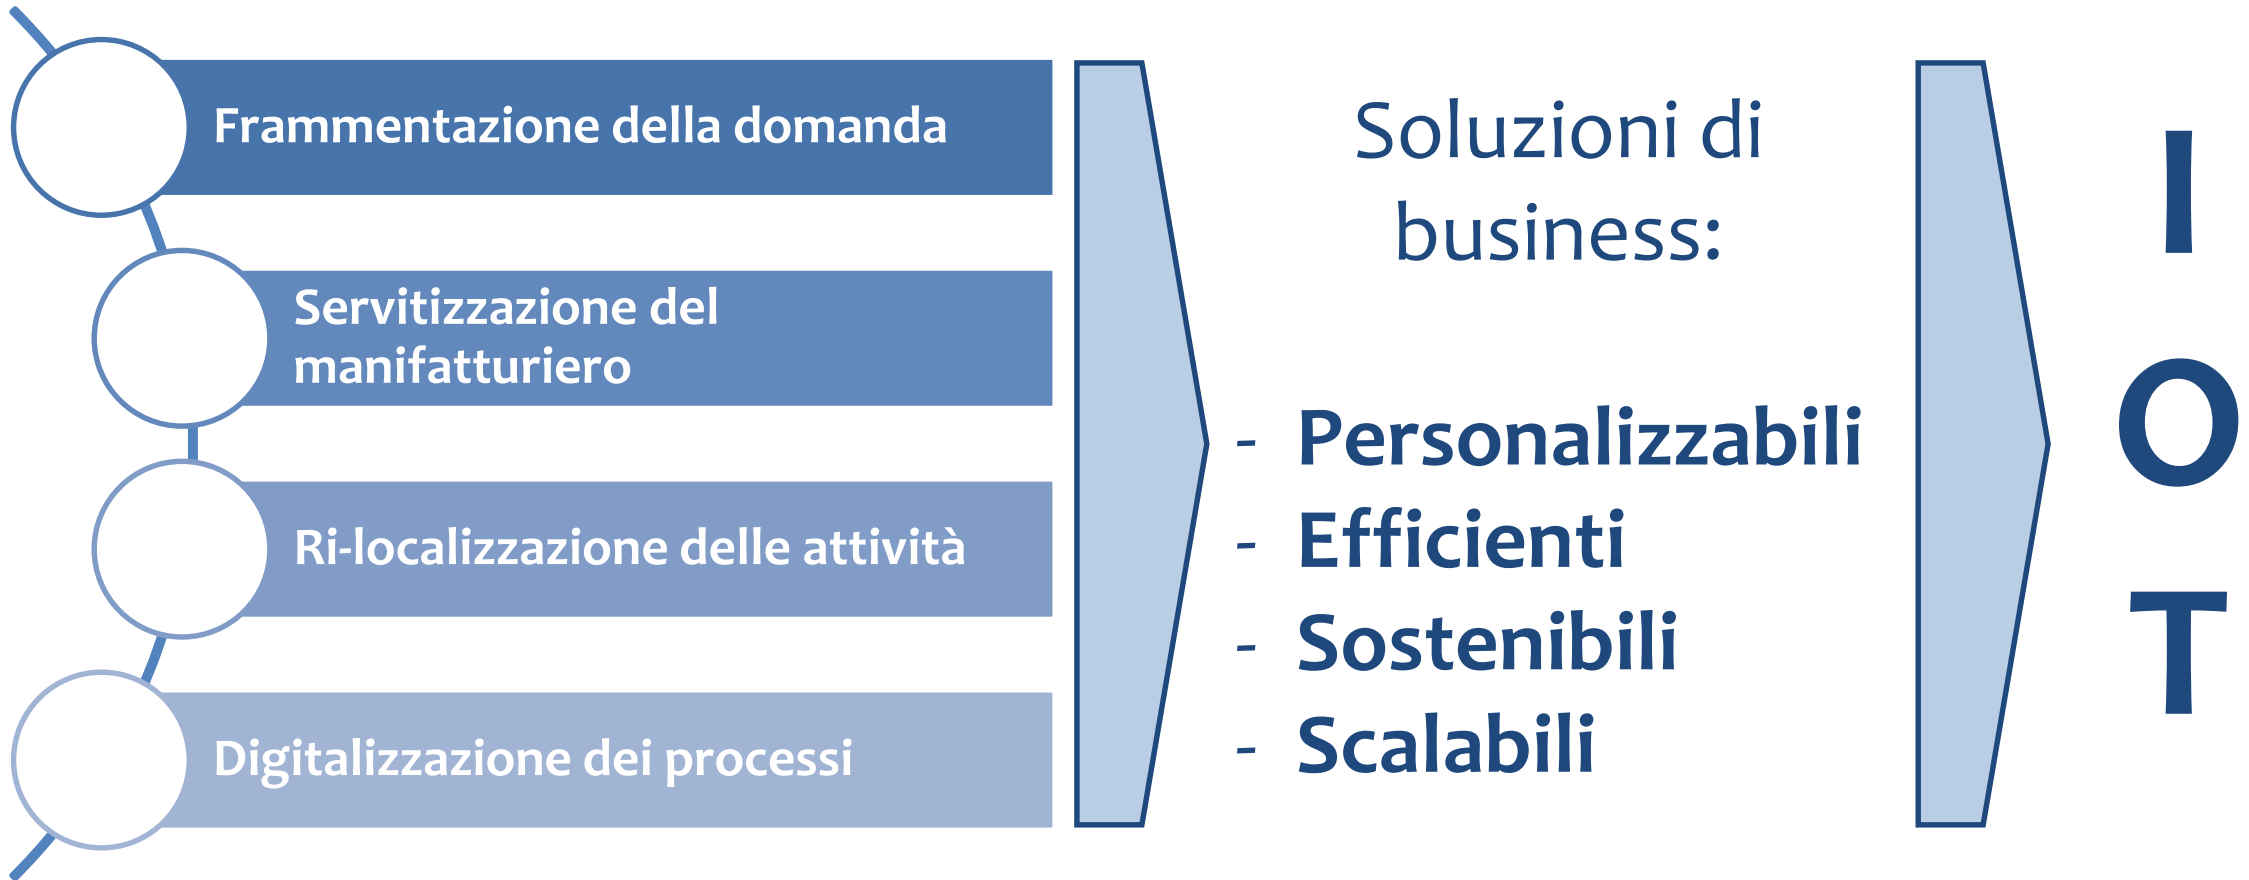 Frammentazione della domanda
Servitizzazione del
manifatturiero
Ri-localizzazione delle attività
Digitalizzazione dei processi
Soluzioni di
business:
- Personalizzabili
- Efficienti
- Sostenibili
- Scalabili
I
O
T